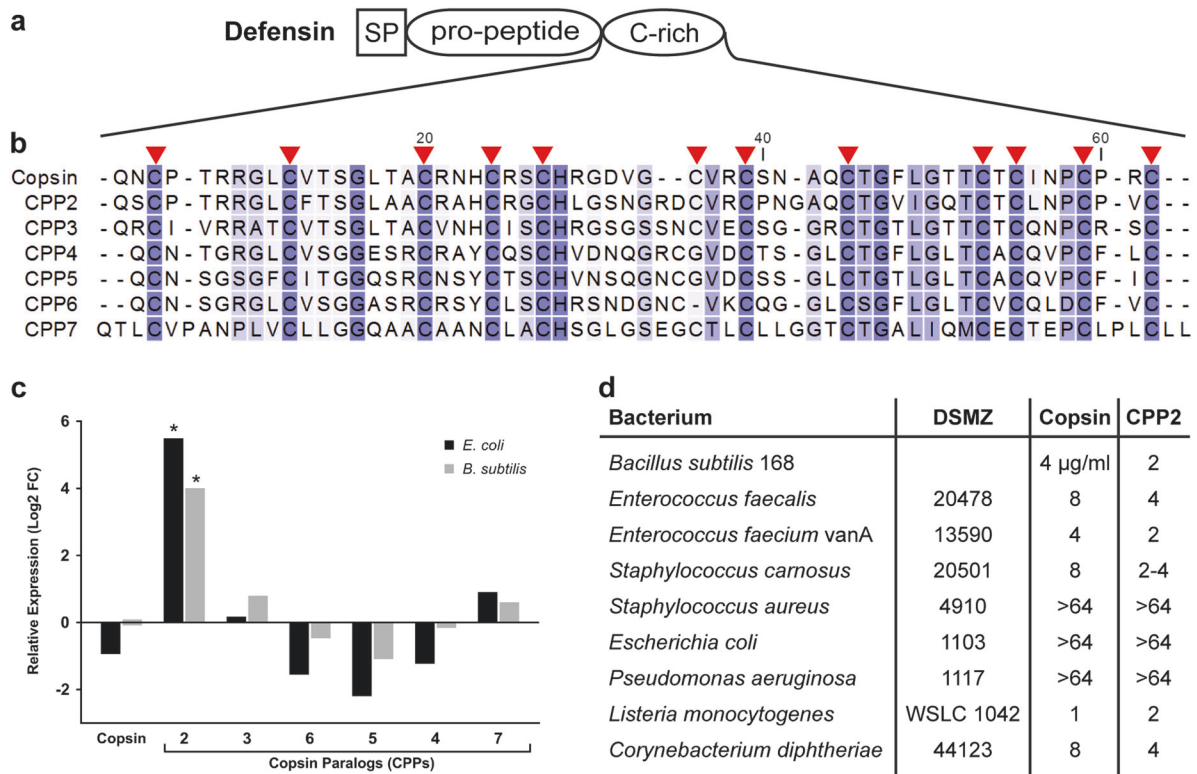 a
Defensin SP pro-peptide C-rich
b
20 40 60
Copsin -QNCP-TRRGLCVTSGLTACRNHCRSCHRGDVG--CVRCSN-AQCTGFLGTTCTCINPCP-RC--
CPP2 -QSCP-TRRGLCFTSGLAACRAHCRGCHLGSNGRDCVRCPNGAQCTGVIGQTCTCLNPCP-VC--
CPP3 -QRCI-VRRATCVTSGLTACVNHCISCHRGSGSSNCVECSG-GRCTGTLGTTCTCQNPCR-SC--
CPP4 --QCN-TGRGLCVSGGESRCRAYCQSCHVDNQGRCGVDCTS-GLCTGFLGLTCACQVPCF-LC--
CPP5 --QCN-SGSGFCITGGQSRCNSYCTSCHVNSQGNCGVDCSS-GLCTGTLGLTCACQVPCF-IC--
CPP6 --QCN-SGRGLCVSGGASRCRSYCLSCHRSNDGNC-VKCQG-GLCSGFLGLTCVCQLDCF-VC--
CPP7 QTLCVPANPLVCLLGGQAACAANCLACHSGLGSEGCTLCLLGGTCTGALIQMCECTEPCLPLCLL
c
Relative Expression (Log2 FC)
6
4
2
0
-2
* *
E. coli
B. subtilis
Copsin 2 3 6 5 4 7
Copsin Paralogs (CPPs)
d
Bacterium DSMZ Copsin CPP2
Bacillus subtilis 168 4 µg/ml 2
Enterococcus faecalis 20478 8 4
Enterococcus faecium vanA 13590 4 2
Staphylococcus carnosus 20501 8 2-4
Staphylococcus aureus 4910 >64 >64
Escherichia coli 1103 >64 >64
Pseudomonas aeruginosa 1117 >64 >64
Listeria monocytogenes WSLC 1042 1 2
Corynebacterium diphtheriae 44123 8 4